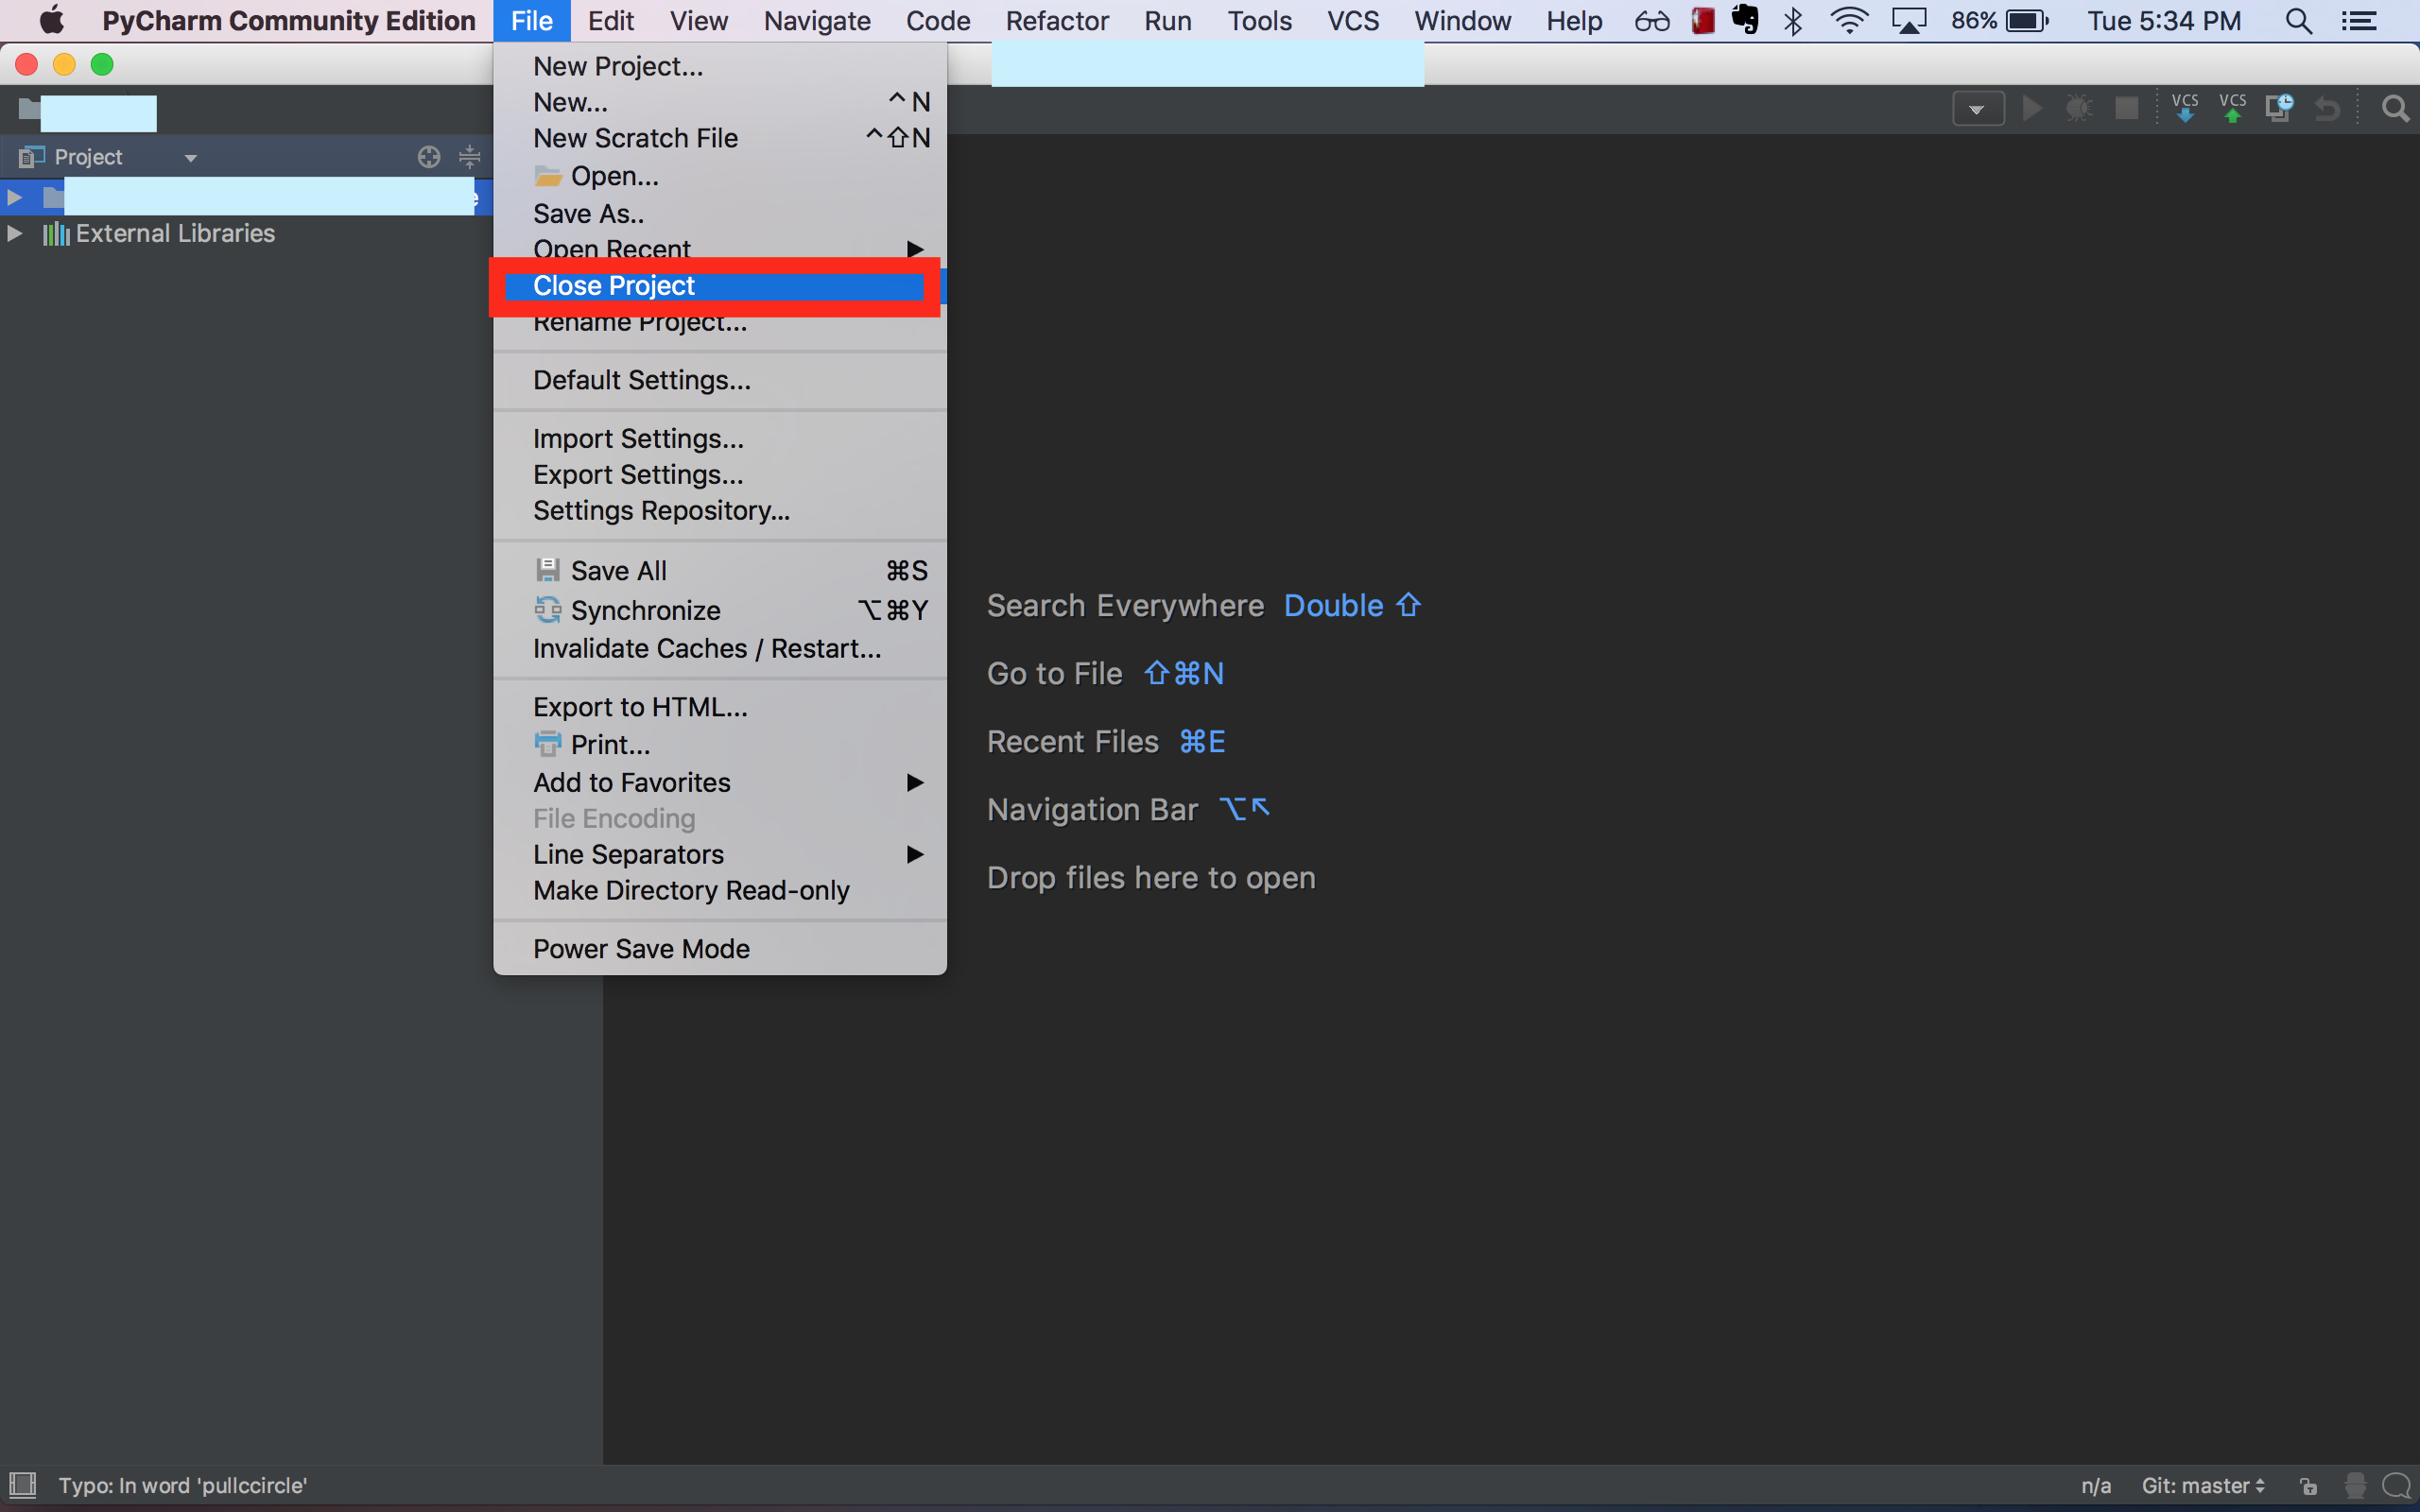 PyCharm Community Edition File Edit View Navigate Code Refactor Run Tools VCS Window Help 86% Tue 5:34 PM
New Project...
New... ^N
New Scratch File ^⇧N
Open...
Save As..
Open Recent
Close Project
Rename Project...
Default Settings...
Import Settings...
Export Settings...
Settings Repository...
Save All ⌘S
Synchronize ⌥⌘Y
Invalidate Caches / Restart...
Export to HTML...
Print...
Add to Favorites
File Encoding
Line Separators
Make Directory Read-only
Power Save Mode
VCS VCS
Project
External Libraries
Search Everywhere Double ⇧
Go to File ⇧⌘N
Recent Files ⌘E
Navigation Bar ⌥↖
Drop files here to open
Typo: In word 'pullccircle' n/a Git: master